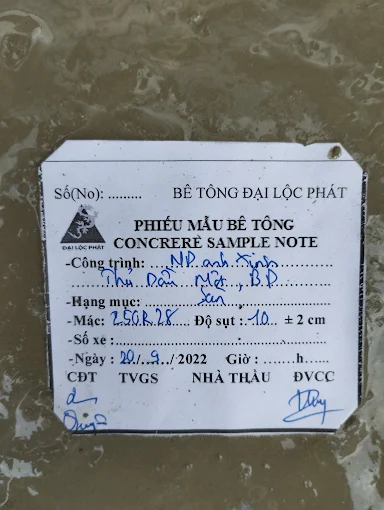 Số(No): ......... BÊ TÔNG ĐẠI LỘC PHÁT
ĐẠI LỘC PHÁT
PHIẾU MẪU BÊ TÔNG
CONCRERE SAMPLE NOTE
-Công trình: NP anh Xinh
Thủ Dầu Một, B.D
-Hạng mục: Sàn
-Mác: 250R28 Độ sụt : 10 ± 2 cm
-Số xe :
-Ngày : 20./..9../ 2022 Giờ : .......h.....
CĐT TVGS NHÀ THẦU ĐVCC